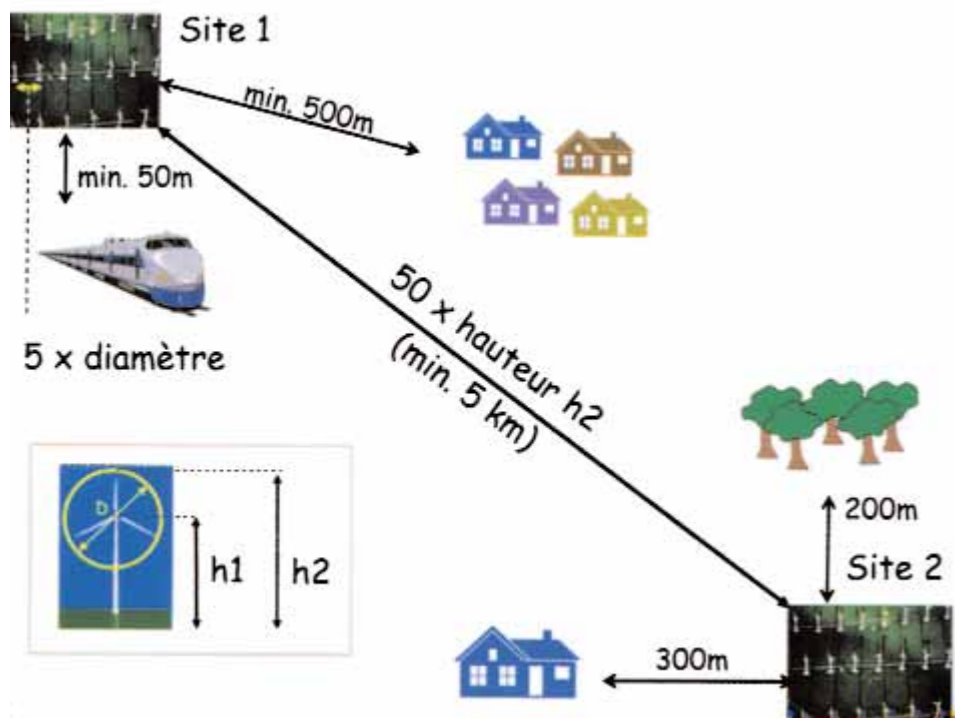 Site 1
min. 500m
min. 50m
5 x diamètre
50 x hauteur h2
(min. 5 km)
200m
Site 2
300m
D
h1
h2